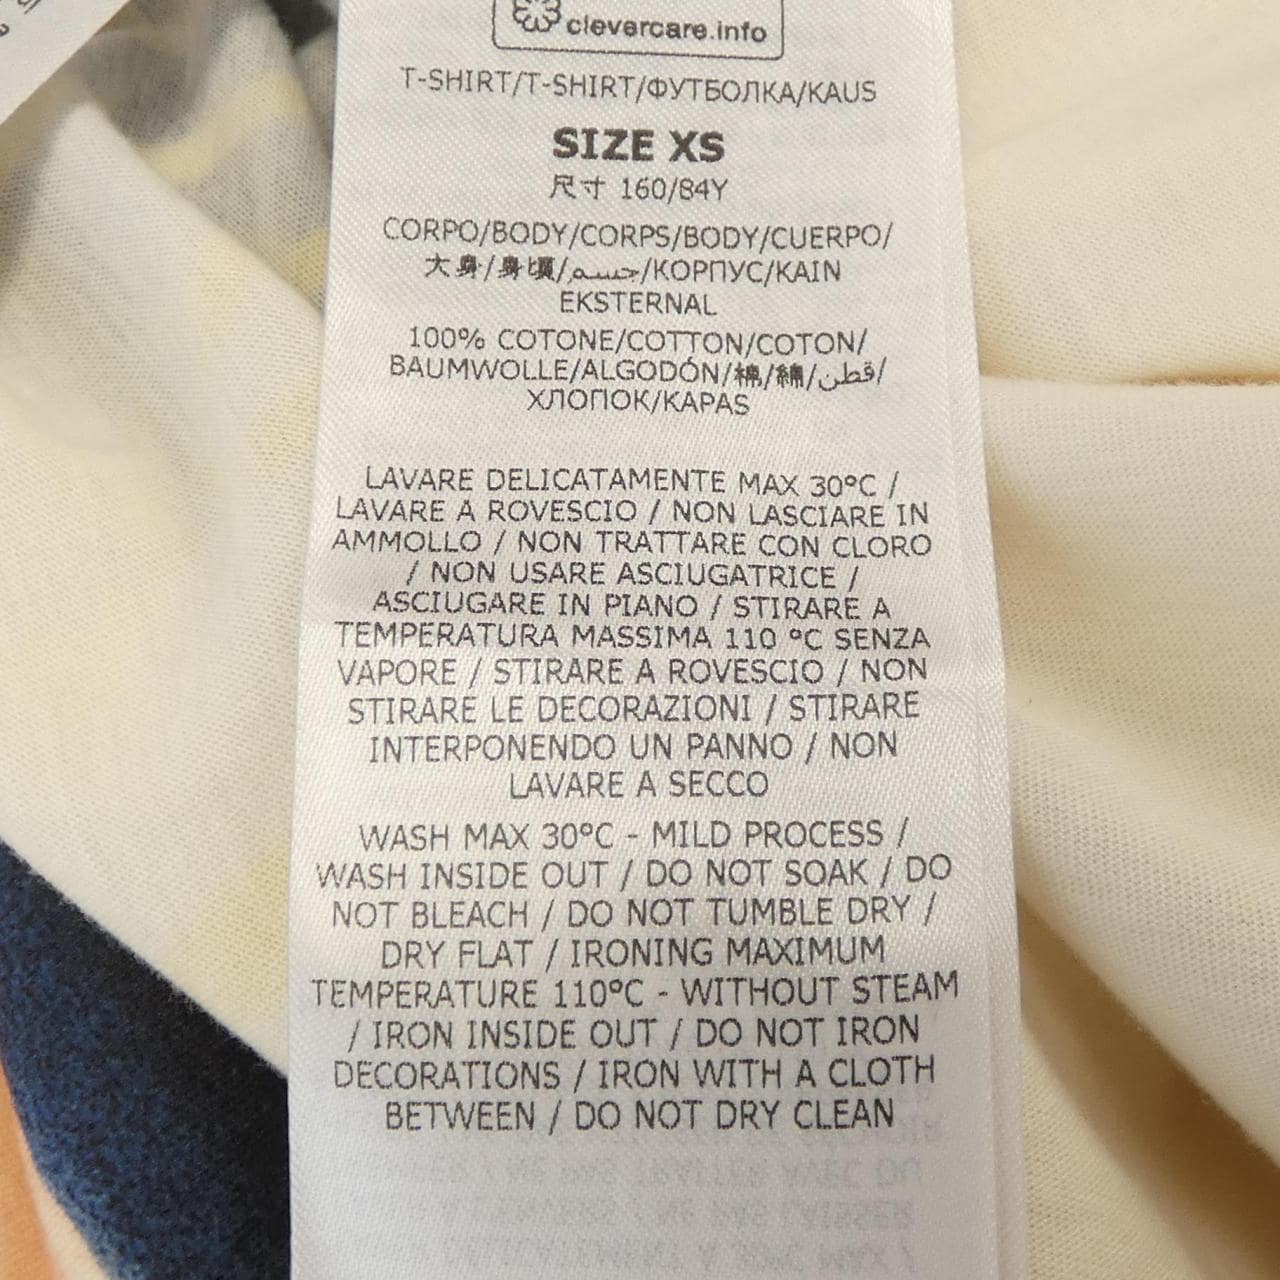 clevercare.info
T-SHIRT/T-SHIRT/ФУТБОЛКА/KAUS
SIZE XS
尺寸 160/84Y
CORPO/BODY/CORPS/BODY/CUERPO/
大身/身頃/جسم/КОРПУС/KAIN
EKSTERNAL
100% COTONE/COTTON/COTON/
BAUMWOLLE/ALGODÓN/棉/綿/قطن/
ХЛОПОК/KAPAS
LAVARE DELICATAMENTE MAX 30°C /
LAVARE A ROVESCIO / NON LASCIARE IN
AMMOLLO / NON TRATTARE CON CLORO
/ NON USARE ASCIUGATRICE /
ASCIUGARE IN PIANO / STIRARE A
TEMPERATURA MASSIMA 110 °C SENZA
VAPORE / STIRARE A ROVESCIO / NON
STIRARE LE DECORAZIONI / STIRARE
INTERPONENDO UN PANNO / NON
LAVARE A SECCO
WASH MAX 30°C - MILD PROCESS /
WASH INSIDE OUT / DO NOT SOAK / DO
NOT BLEACH / DO NOT TUMBLE DRY /
DRY FLAT / IRONING MAXIMUM
TEMPERATURE 110°C - WITHOUT STEAM
/ IRON INSIDE OUT / DO NOT IRON
DECORATIONS / IRON WITH A CLOTH
BETWEEN / DO NOT DRY CLEAN